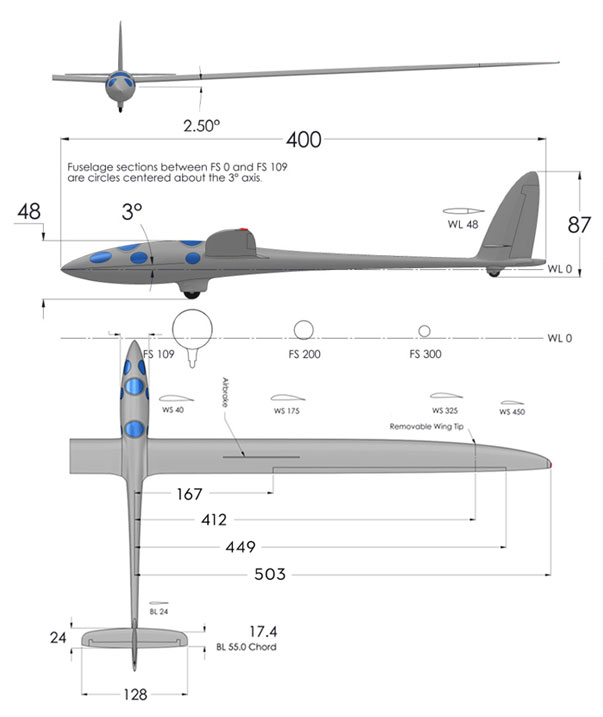 2.50°
400
Fuselage sections between FS 0 and FS 109
are circles centered about the 3° axis.
48
3°
WL 48
87
WL 0
FS 109
FS 200
FS 300
WL 0
WS 40
Airbrake
WS 175
WS 325
WS 450
Removable Wing Tip
167
412
449
503
BL 24
24
17.4
BL 55.0 Chord
128